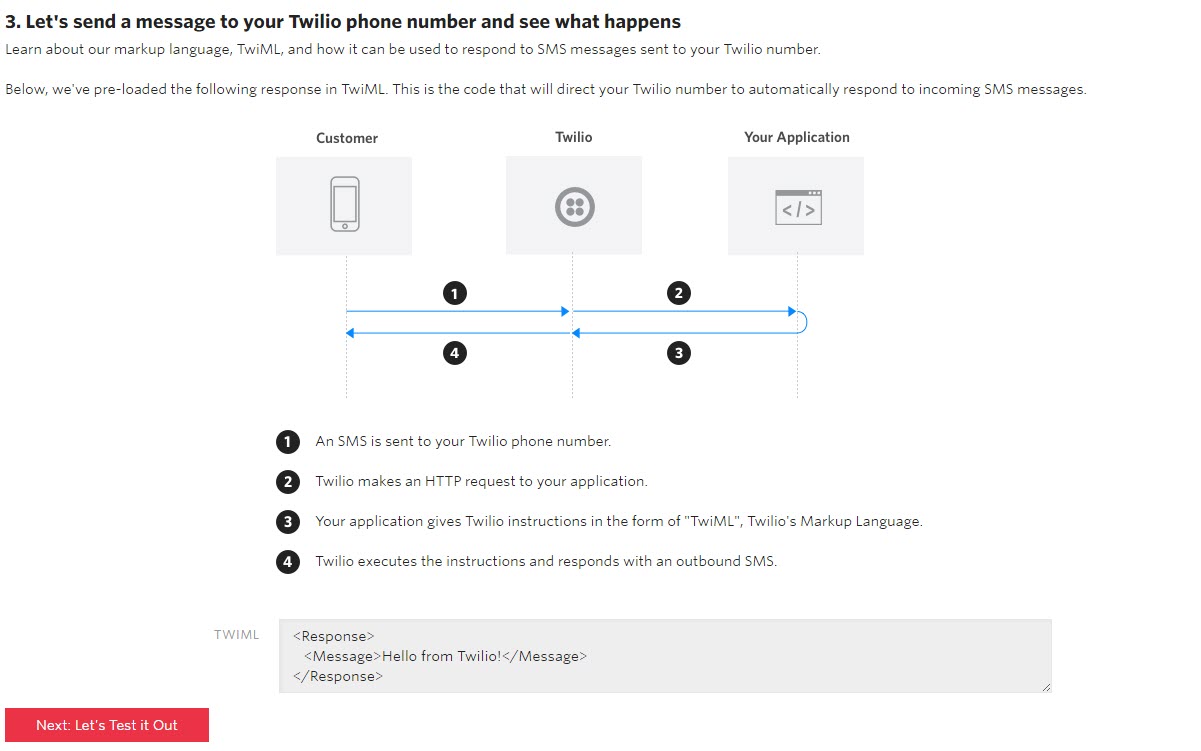 3. Let's send a message to your Twilio phone number and see what happens
Learn about our markup language, TwiML, and how it can be used to respond to SMS messages sent to your Twilio number.
Below, we've pre-loaded the following response in TwiML. This is the code that will direct your Twilio number to automatically respond to incoming SMS messages.
Customer Twilio Your Application
</>
1 2
4 3
1 An SMS is sent to your Twilio phone number.
2 Twilio makes an HTTP request to your application.
3 Your application gives Twilio instructions in the form of "TwiML", Twilio's Markup Language.
4 Twilio executes the instructions and responds with an outbound SMS.
TWIML <Response>
<Message>Hello from Twilio!</Message>
</Response>
Next: Let's Test it Out